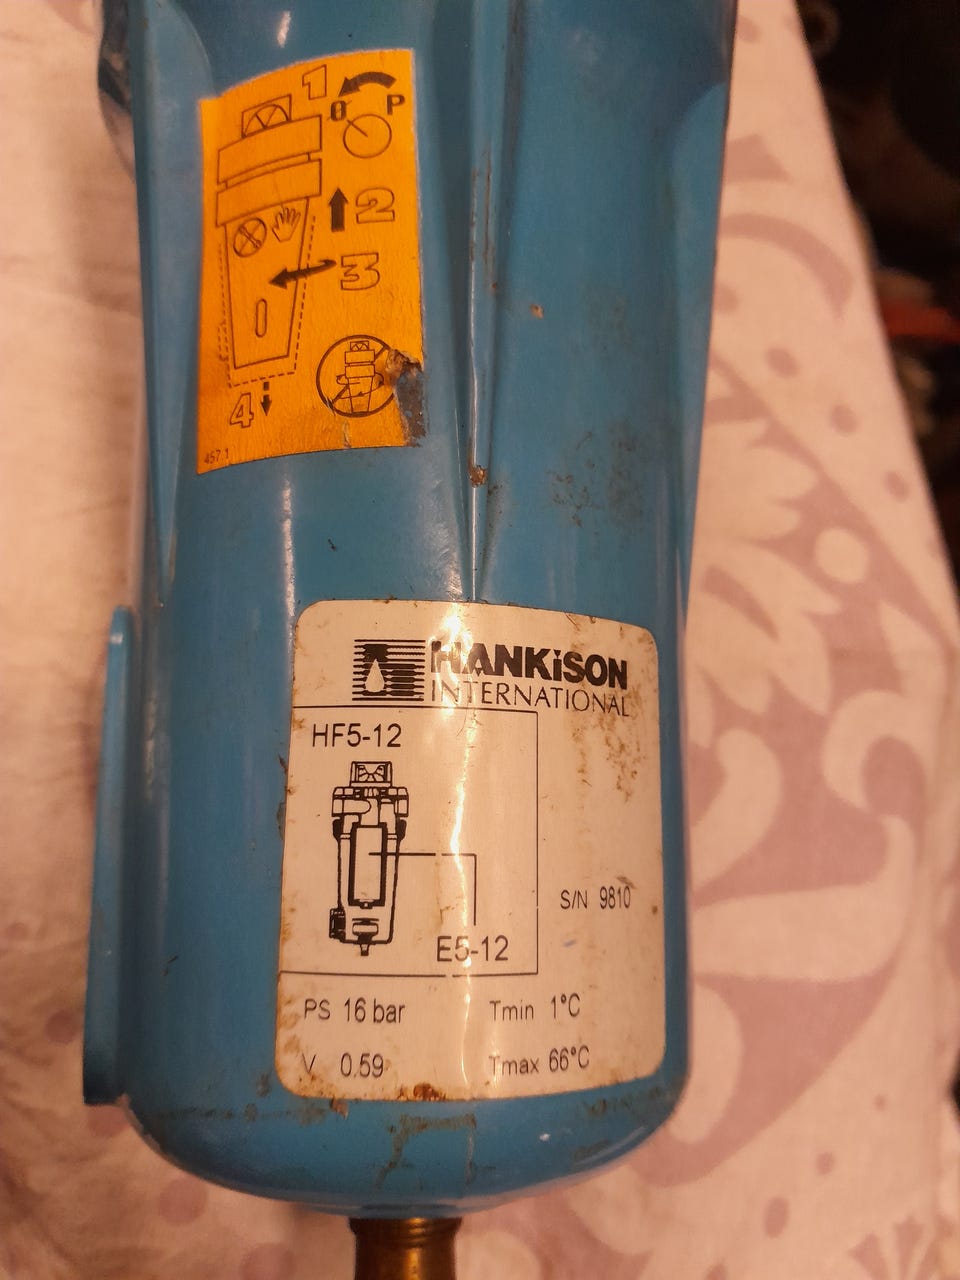 1
0 P
2
3
4
457.1
HANKiSON
INTERNATIONAL
HF5-12
S/N 9810
E5-12
PS 16 bar Tmin 1°C
V 0.59 Tmax 66°C